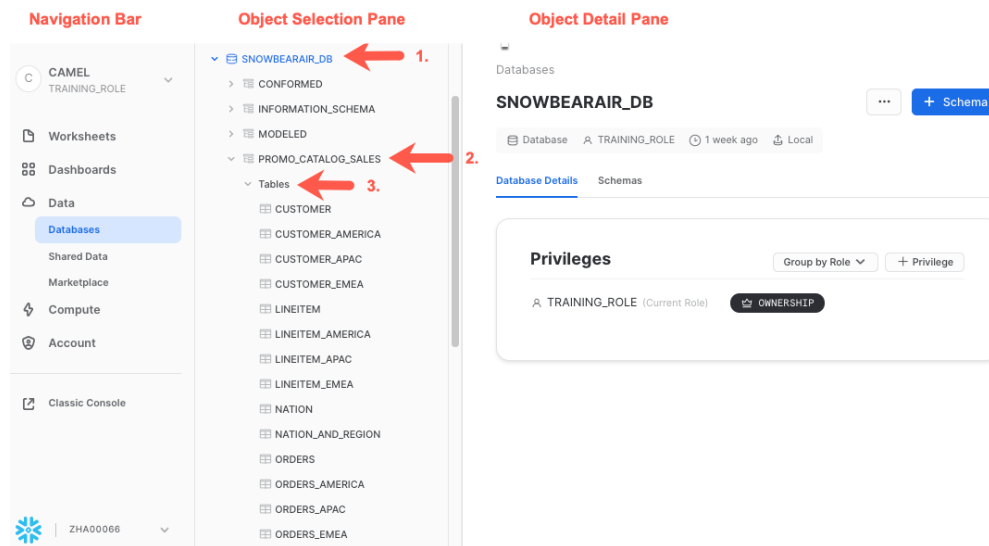 Navigation Bar
Object Selection Pane
Object Detail Pane
C
CAMEL
TRAINING_ROLE
Worksheets
Dashboards
Data
Databases
Shared Data
Marketplace
Compute
Account
Classic Console
ZHA00066
SNOWBEARAIR_DB
1.
CONFORMED
INFORMATION_SCHEMA
MODELED
PROMO_CATALOG_SALES
2.
Tables
3.
CUSTOMER
CUSTOMER_AMERICA
CUSTOMER_APAC
CUSTOMER_EMEA
LINEITEM
LINEITEM_AMERICA
LINEITEM_APAC
LINEITEM_EMEA
NATION
NATION_AND_REGION
ORDERS
ORDERS_AMERICA
ORDERS_APAC
ORDERS_EMEA
Databases
SNOWBEARAIR_DB
...
+ Schema
Database TRAINING_ROLE 1 week ago Local
Database Details Schemas
Privileges
Group by Role
+ Privilege
TRAINING_ROLE (Current Role) OWNERSHIP